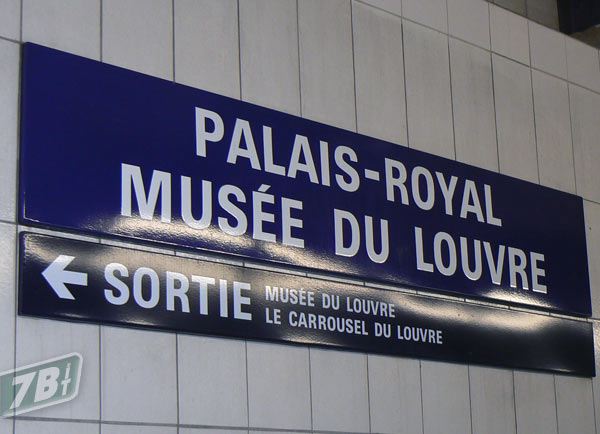 PALAIS-ROYAL
MUSÉE DU LOUVRE
SORTIE MUSÉE DU LOUVRE
LE CARROUSEL DU LOUVRE
7B